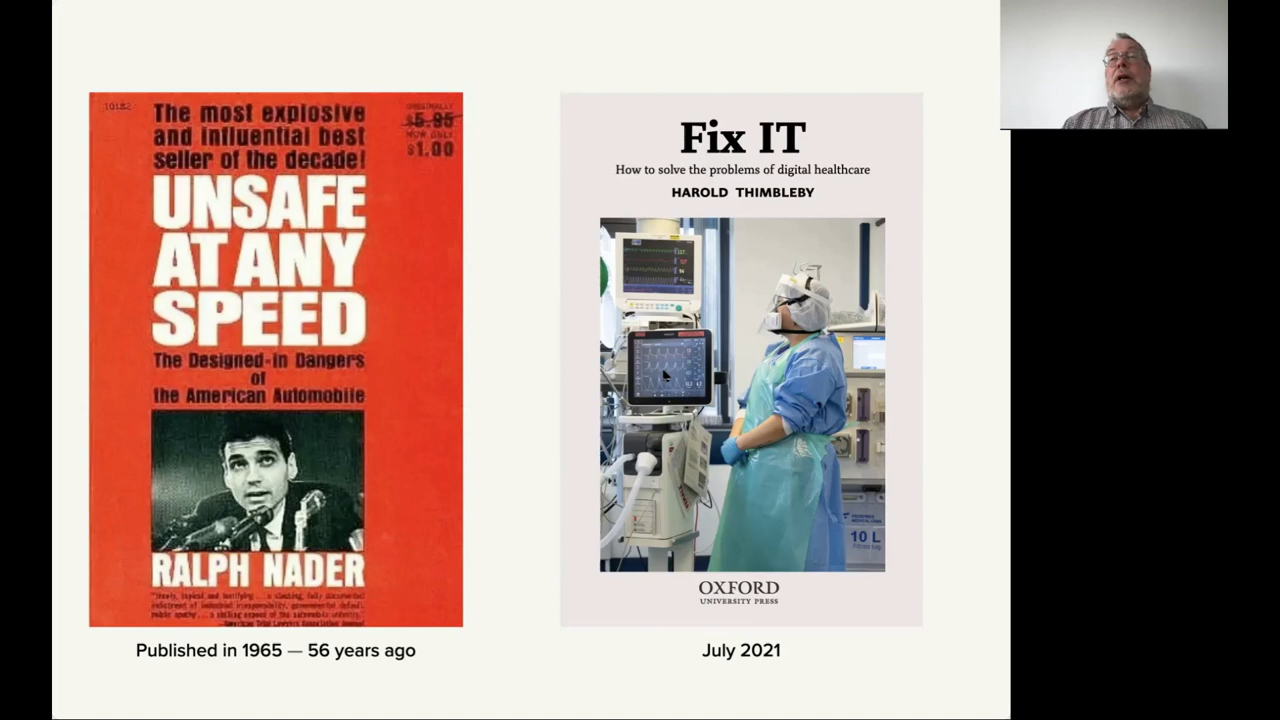 10182
The most explosive
and influential best
seller of the decade!
ORIGINALLY
$5.95
NOW ONLY
$1.00
UNSAFE
AT ANY
SPEED
The Designed-in Dangers
of
the American Automobile
RALPH NADER
Published in 1965 — 56 years ago
Fix IT
How to solve the problems of digital healthcare
HAROLD THIMBLEBY
10 L
OXFORD
UNIVERSITY PRESS
July 2021